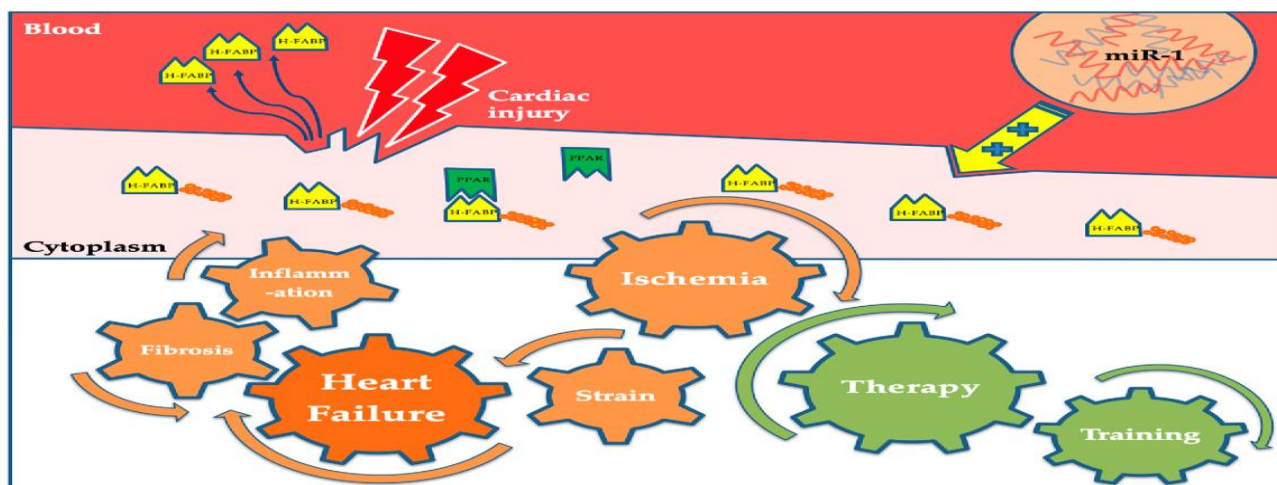 Blood
H-FABP
H-FABP
H-FABP
Cardiac
injury
miR-1
PPAR
PPAR
H-FABP
H-FABP
H-FABP
H-FABP
H-FABP
H-FABP
Cytoplasm
Inflamm
-ation
Ischemia
Fibrosis
Heart
Failure
Strain
Therapy
Training